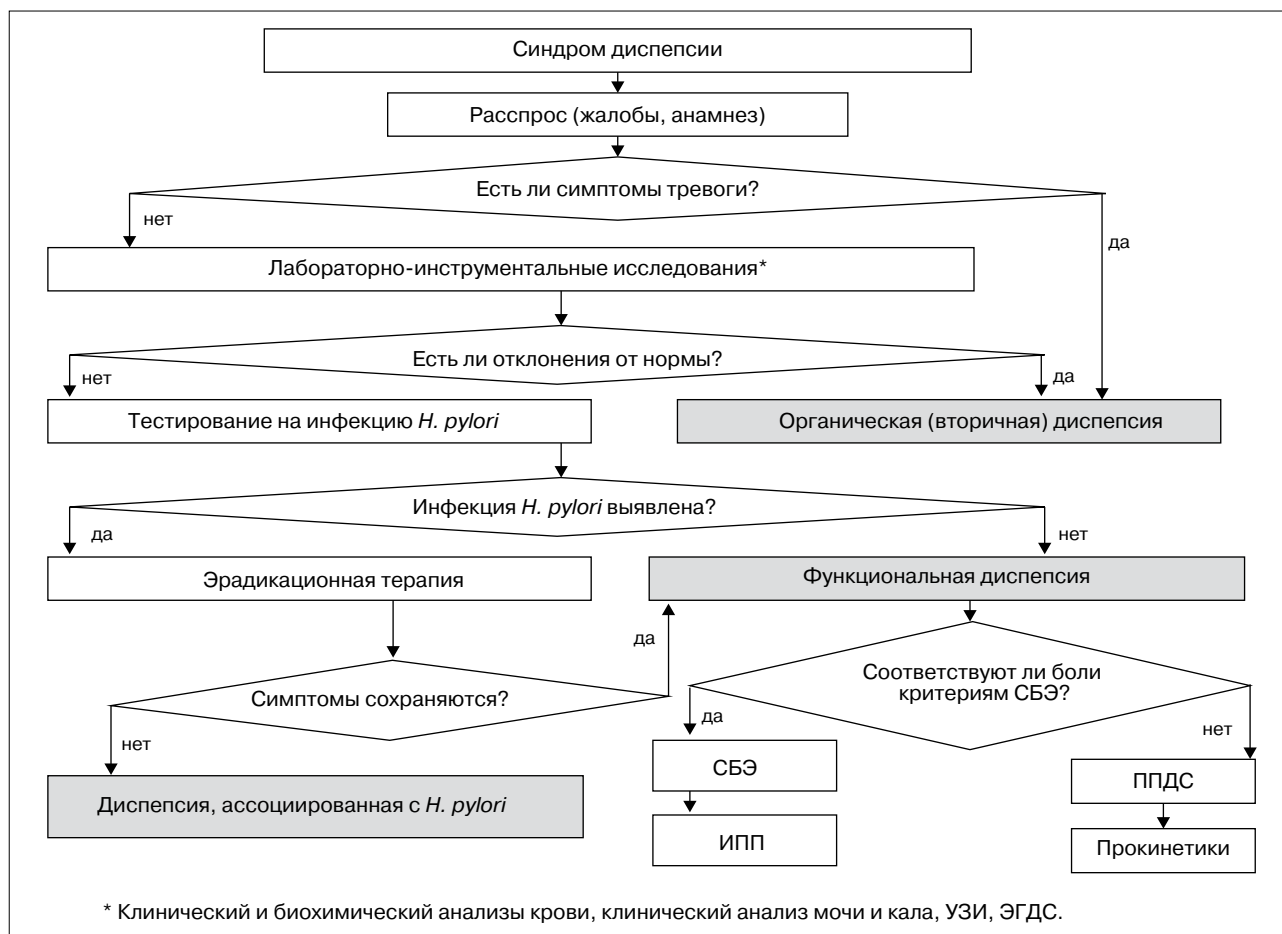 Синдром диспепсии
Расспрос (жалобы, анамнез)
Есть ли симптомы тревоги?
нет
да
Лабораторно-инструментальные исследования*
Есть ли отклонения от нормы?
нет
да
Тестирование на инфекцию H. pylori
Органическая (вторичная) диспепсия
Инфекция H. pylori выявлена?
да
нет
Эрадикационная терапия
Функциональная диспепсия
да
Симптомы сохраняются?
Соответствуют ли боли
критериям СБЭ?
нет
да
нет
Диспепсия, ассоциированная с H. pylori
СБЭ
ППДС
ИПП
Прокинетики
* Клинический и биохимический анализы крови, клинический анализ мочи и кала, УЗИ, ЭГДС.